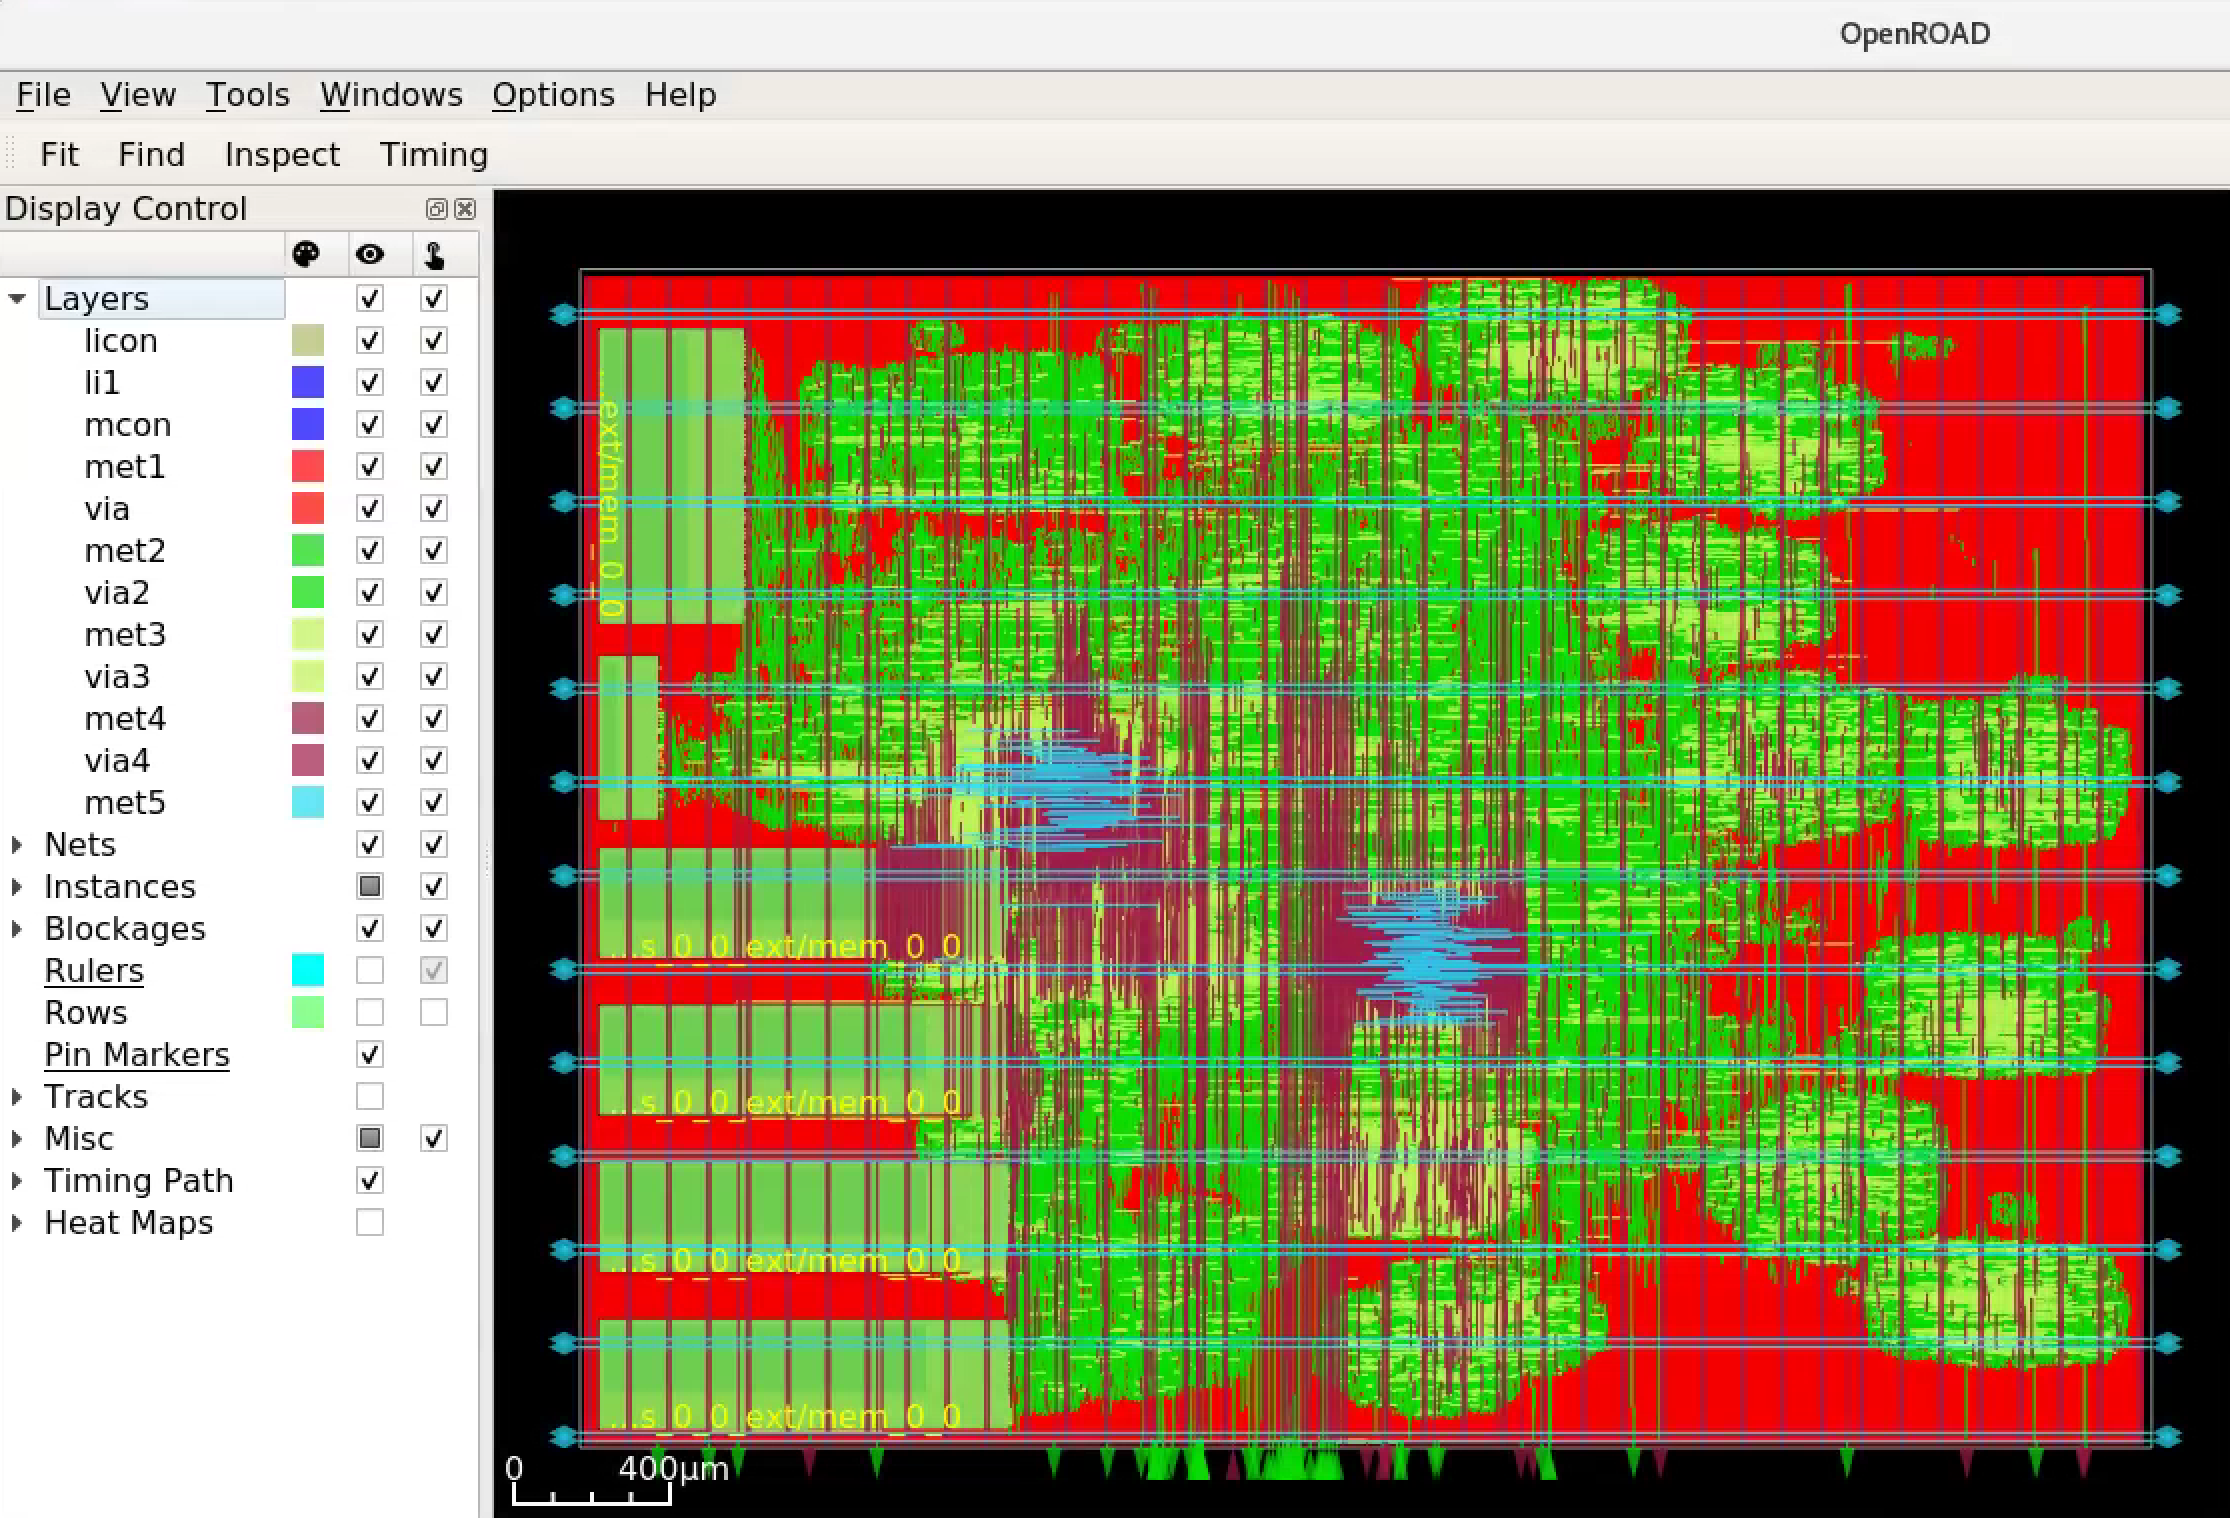 OpenROAD
File View Tools Windows Options Help
Fit Find Inspect Timing
Display Control
Layers
licon
li1
mcon
met1
via
met2
via2
met3
via3
met4
via4
met5
Nets
Instances
Blockages
Rulers
Rows
Pin Markers
Tracks
Misc
Timing Path
Heat Maps
..._ext/mem_0_0
...s_0_0_ext/mem_0_0
...s_0_0_ext/mem_0_0
...s_0_0_ext/mem_0_0
...s_0_0_ext/mem_0_0
0 400μm